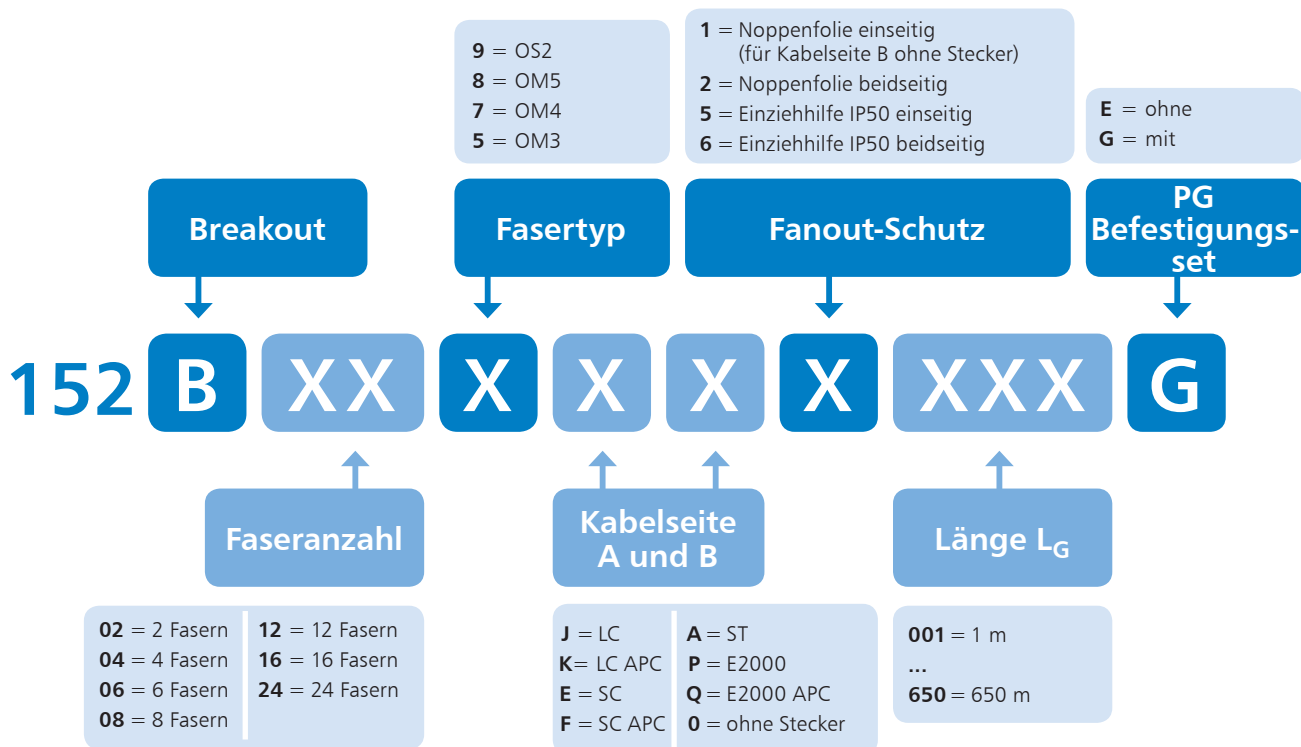 9 = OS2
8 = OM5
7 = OM4
5 = OM3
1 = Noppenfolie einseitig
(für Kabelseite B ohne Stecker)
2 = Noppenfolie beidseitig
5 = Einziehhilfe IP50 einseitig
6 = Einziehhilfe IP50 beidseitig
E = ohne
G = mit
Breakout
Fasertyp
Fanout-Schutz
PG
Befestigungs-
set
152 B XX X X X X XXX G
Faseranzahl
Kabelseite
A und B
Länge LG
02 = 2 Fasern
04 = 4 Fasern
06 = 6 Fasern
08 = 8 Fasern
12 = 12 Fasern
16 = 16 Fasern
24 = 24 Fasern
J = LC
K= LC APC
E = SC
F = SC APC
A = ST
P = E2000
Q = E2000 APC
0 = ohne Stecker
001 = 1 m
...
650 = 650 m